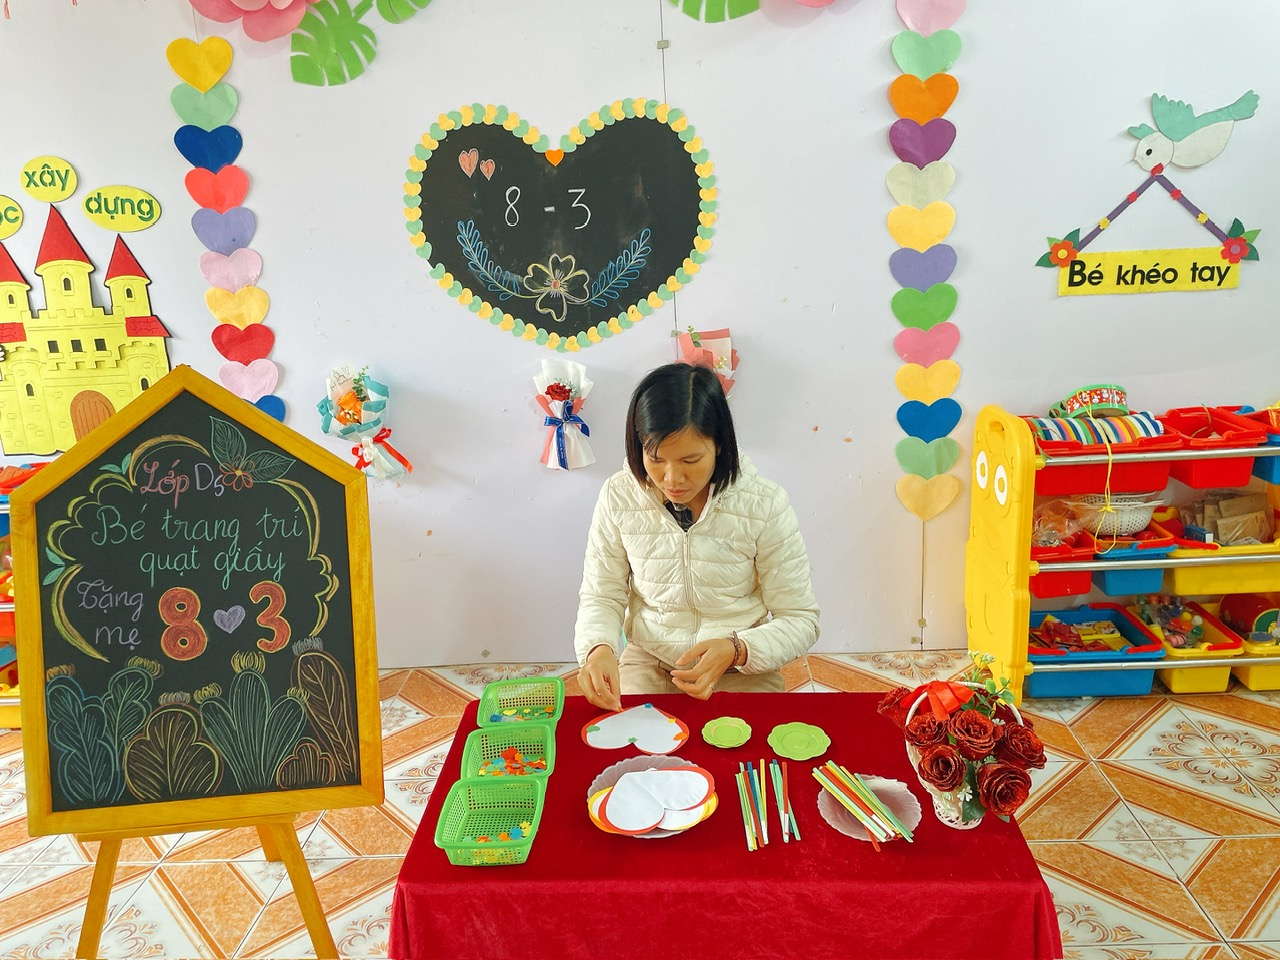 xây
dựng
8 - 3
Bé khéo tay
Lớp D5
Bé trang trí
quạt giấy
Tặng
mẹ
8 3